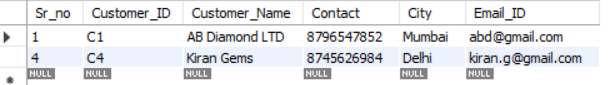 Sr_no Customer_ID Customer_Name Contact City Email_ID
1 C1 AB Diamond LTD 8796547852 Mumbai abd@gmail.com
4 C4 Kiran Gems 8745626984 Delhi kiran.g@gmail.com
NULL NULL NULL NULL NULL NULL